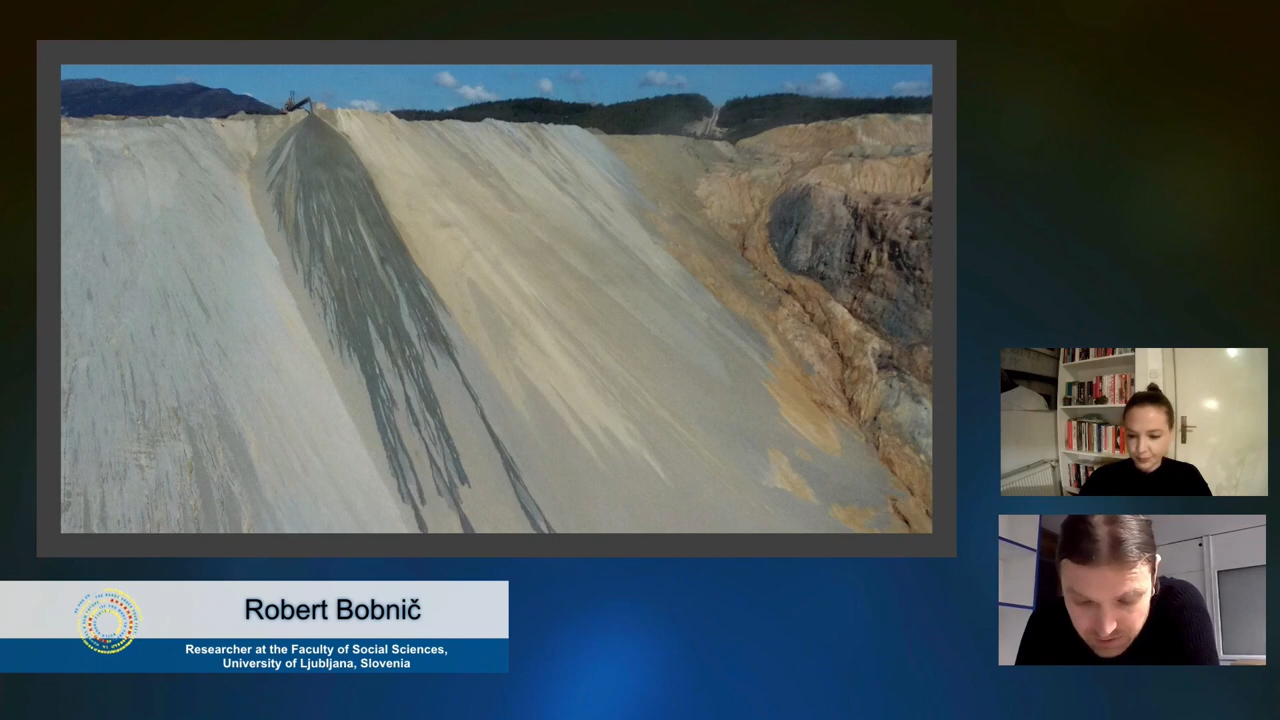 Robert Bobnič
Researcher at the Faculty of Social Sciences,
University of Ljubljana, Slovenia